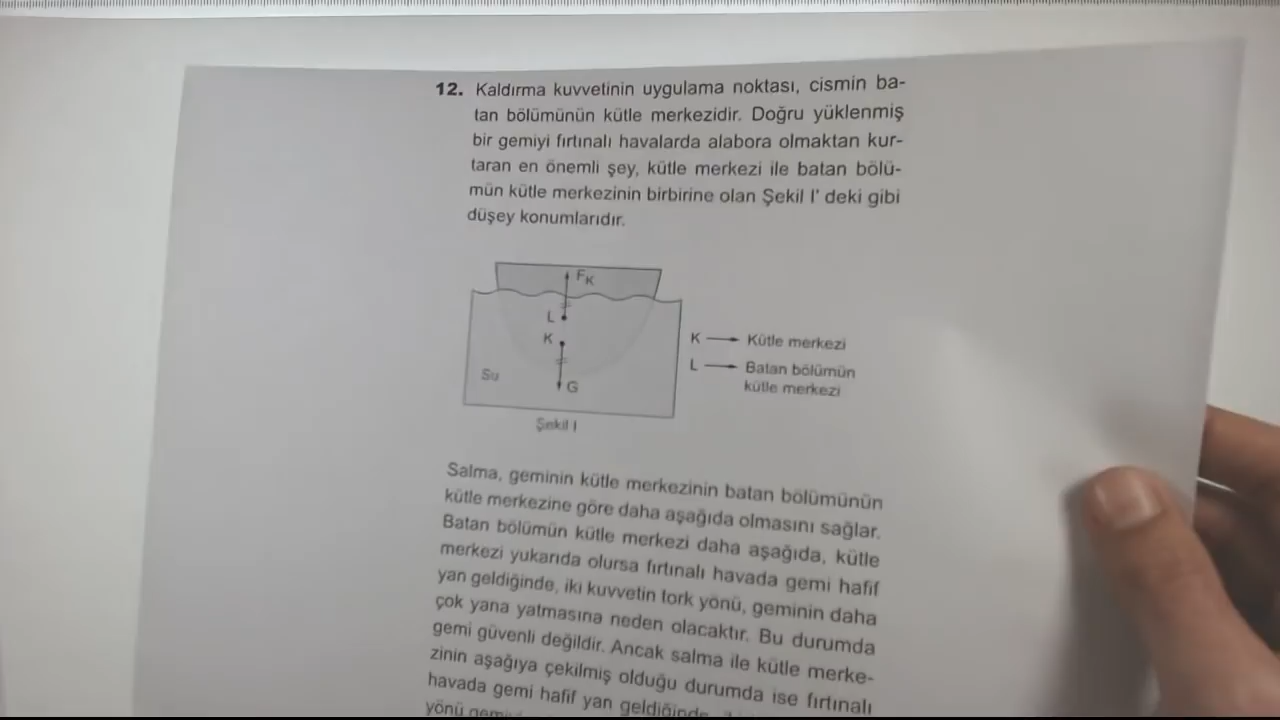 12. Kaldırma kuvvetinin uygulama noktası, cismin ba-
tan bölümünün kütle merkezidir. Doğru yüklenmiş
bir gemiyi fırtınalı havalarda alabora olmaktan kur-
taran en önemli şey, kütle merkezi ile batan bölü-
mün kütle merkezinin birbirine olan Şekil I' deki gibi
düşey konumlarıdır.
FK
L
K
Su
G
Şekil I
K → Kütle merkezi
L → Batan bölümün
kütle merkezi
Salma, geminin kütle merkezinin batan bölümünün
kütle merkezine göre daha aşağıda olmasını sağlar.
Batan bölümün kütle merkezi daha aşağıda, kütle
merkezi yukarıda olursa fırtınalı havada gemi hafif
yan geldiğinde, iki kuvvetin tork yönü, geminin daha
çok yana yatmasına neden olacaktır. Bu durumda
gemi güvenli değildir. Ancak salma ile kütle merke-
zinin aşağıya çekilmiş olduğu durumda ise fırtınalı
havada gemi hafif yan geldiğinde,
yönü